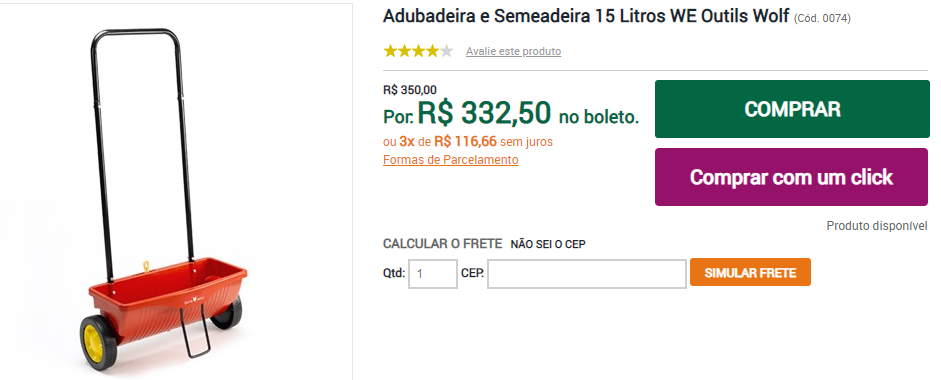 Adubadeira e Semeadeira 15 Litros WE Outils Wolf (Cód. 0074)
Avalie este produto
R$ 350,00
Por: R$ 332,50 no boleto.
ou 3x de R$ 116,66 sem juros
Formas de Parcelamento
COMPRAR
Comprar com um click
Produto disponível
CALCULAR O FRETE NÃO SEI O CEP
Qtd: 1 CEP: SIMULAR FRETE